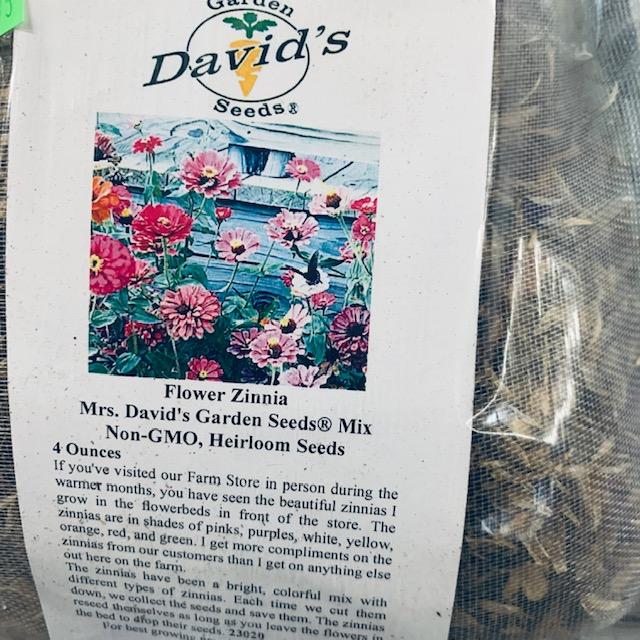 Garden
David's
Seeds®
Flower Zinnia
Mrs. David's Garden Seeds® Mix
Non-GMO, Heirloom Seeds
4 Ounces
If you've visited our Farm Store in person during the
warmer months, you have seen the beautiful zinnias I
grow in the flowerbeds in front of the store. The
zinnias are in shades of pinks, purples, white, yellow,
orange, red, and green. I get more compliments on the
zinnias from our customers than I get on anything else
out here on the farm.
The zinnias have been a bright, colorful mix with
different types of zinnias. Each time we cut them
down, we collect the seeds and save them. The zinnias
reseed themselves as long as you leave the flowers in
the bed to drop their seeds. 23020
For best growing